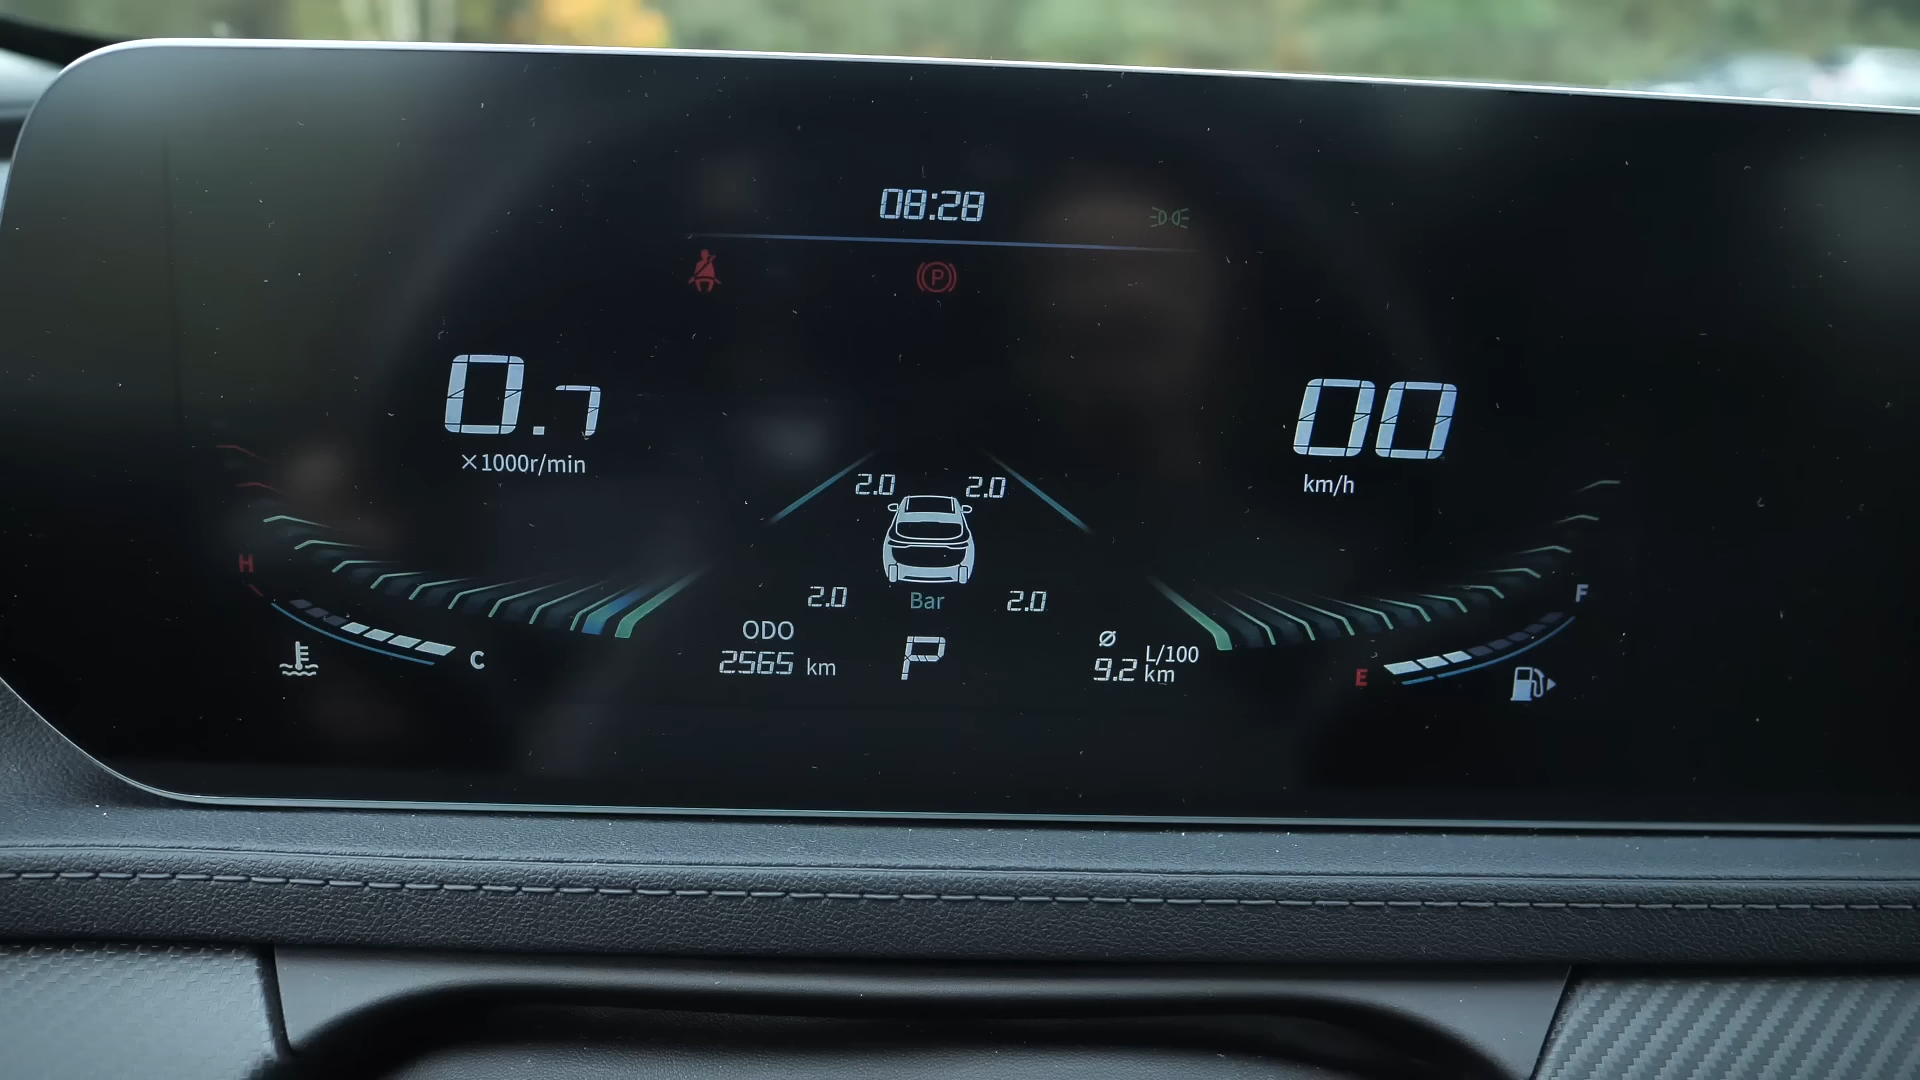 08:28
P
0.7
×1000r/min
00
km/h
2.0 2.0
2.0 Bar 2.0
H
C
ODO
2565 km
P
Ø
9.2 L/100 km
F
E